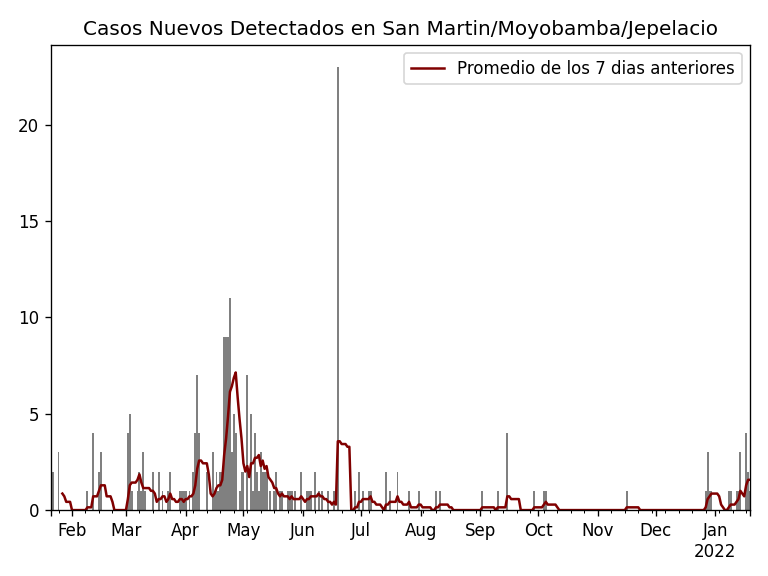 Casos Nuevos Detectados en San Martin/Moyobamba/Jepelacio
Promedio de los 7 dias anteriores
20
15
10
5
0
Feb Mar Apr May Jun Jul Aug Sep Oct Nov Dec Jan
2022